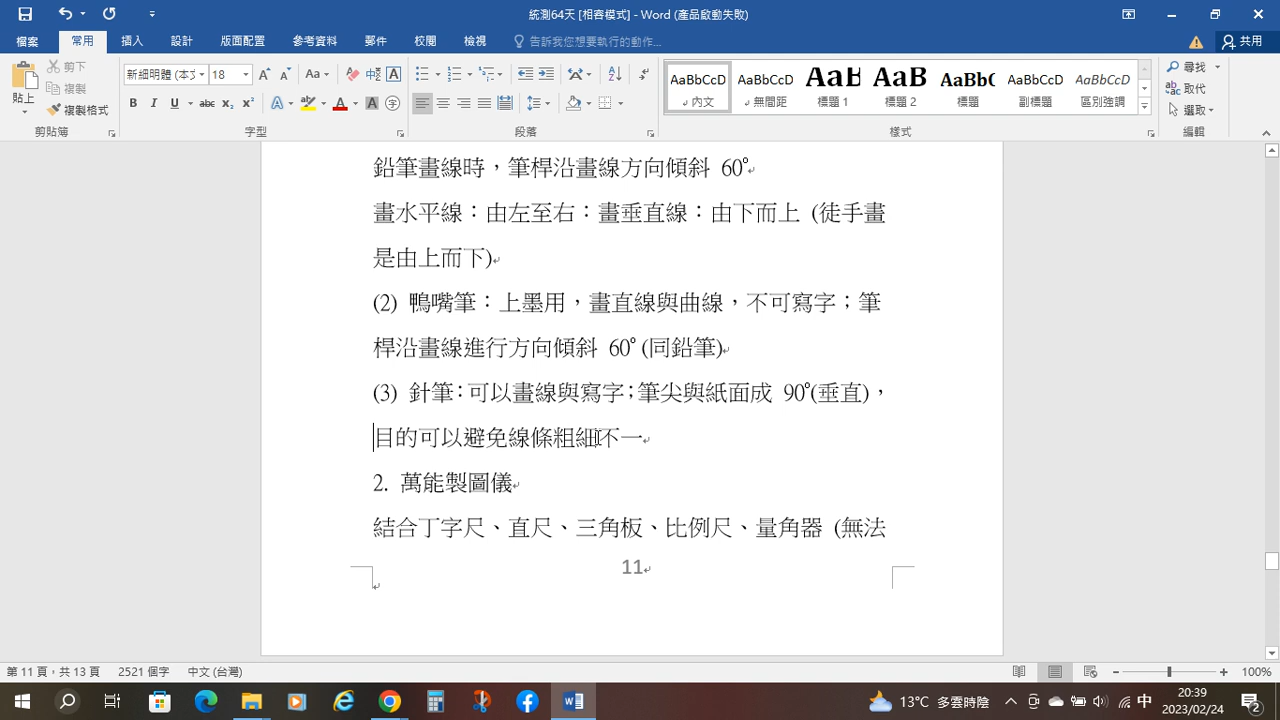 統測64天 [相容模式] - Word (產品啟動失敗)
檔案 常用 插入 設計 版面配置 參考資料 郵件 校閱 檢視 告訴我您想要執行的動作... 共用
貼上
剪下
複製
複製格式
新細明體 (本文 18
AaBbCcD AaBbCcD AaB AaB AaBb( AaBbCcD AaBbCcD
內文 無間距 標題 1 標題 2 標題 副標題 區別強調
尋找
取代
選取
剪貼簿 字型 段落 樣式 編輯
鉛筆畫線時，筆桿沿畫線方向傾斜 60°
畫水平線：由左至右：畫垂直線：由下而上 (徒手畫
是由上而下)
(2) 鴨嘴筆：上墨用，畫直線與曲線，不可寫字；筆
桿沿畫線進行方向傾斜 60° (同鉛筆)
(3) 針筆：可以畫線與寫字；筆尖與紙面成 90°(垂直)，
目的可以避免線條粗細不一
2. 萬能製圖儀
結合丁字尺、直尺、三角板、比例尺、量角器 (無法
11
第 11 頁，共 13 頁 2521 個字 中文 (台灣) 100%
13°C 多雲時陰 中 20:39
2023/02/24
2